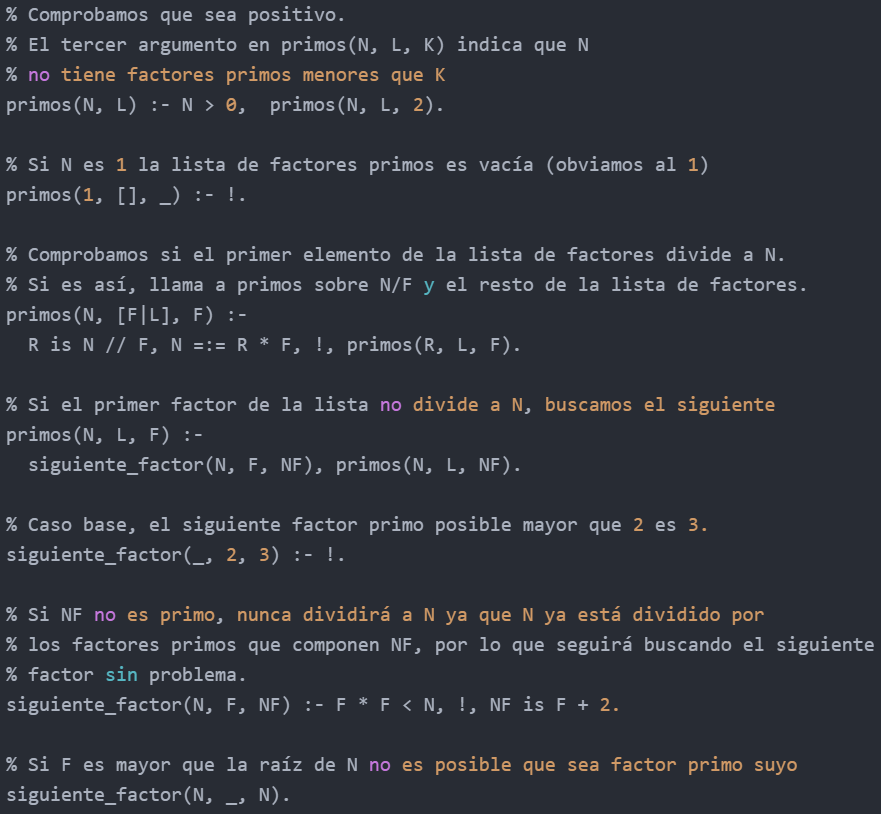 % Comprobamos que sea positivo.
% El tercer argumento en primos(N, L, K) indica que N
% no tiene factores primos menores que K
primos(N, L) :- N > 0,  primos(N, L, 2).
% Si N es 1 la lista de factores primos es vacía (obviamos al 1)
primos(1, [], _) :- !.
% Comprobamos si el primer elemento de la lista de factores divide a N.
% Si es así, llama a primos sobre N/F y el resto de la lista de factores.
primos(N, [F|L], F) :-
  R is N // F, N =:= R * F, !, primos(R, L, F).
% Si el primer factor de la lista no divide a N, buscamos el siguiente
primos(N, L, F) :-
  siguiente_factor(N, F, NF), primos(N, L, NF).
% Caso base, el siguiente factor primo posible mayor que 2 es 3.
siguiente_factor(_, 2, 3) :- !.
% Si NF no es primo, nunca dividirá a N ya que N ya está dividido por
% los factores primos que componen NF, por lo que seguirá buscando el siguiente
% factor sin problema.
siguiente_factor(N, F, NF) :- F * F < N, !, NF is F + 2.
% Si F es mayor que la raíz de N no es posible que sea factor primo suyo
siguiente_factor(N, _, N).